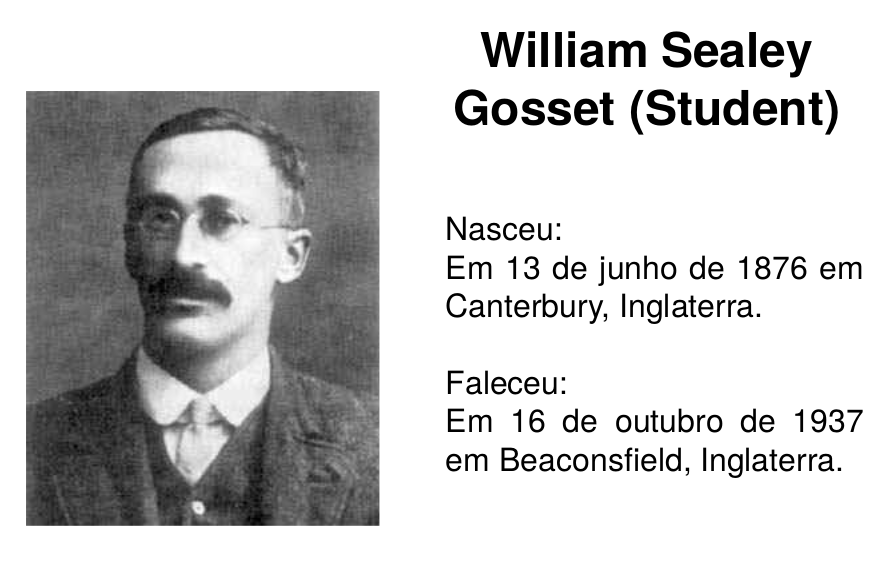 William Sealey
Gosset (Student)
Nasceu:
Em 13 de junho de 1876 em
Canterbury, Inglaterra.
Faleceu:
Em 16 de outubro de 1937
em Beaconsfield, Inglaterra.